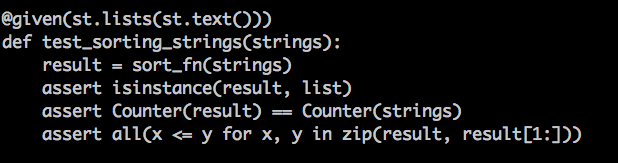 @given(st.lists(st.text()))
def test_sorting_strings(strings):
    result = sort_fn(strings)
    assert isinstance(result, list)
    assert Counter(result) == Counter(strings)
    assert all(x <= y for x, y in zip(result, result[1:]))